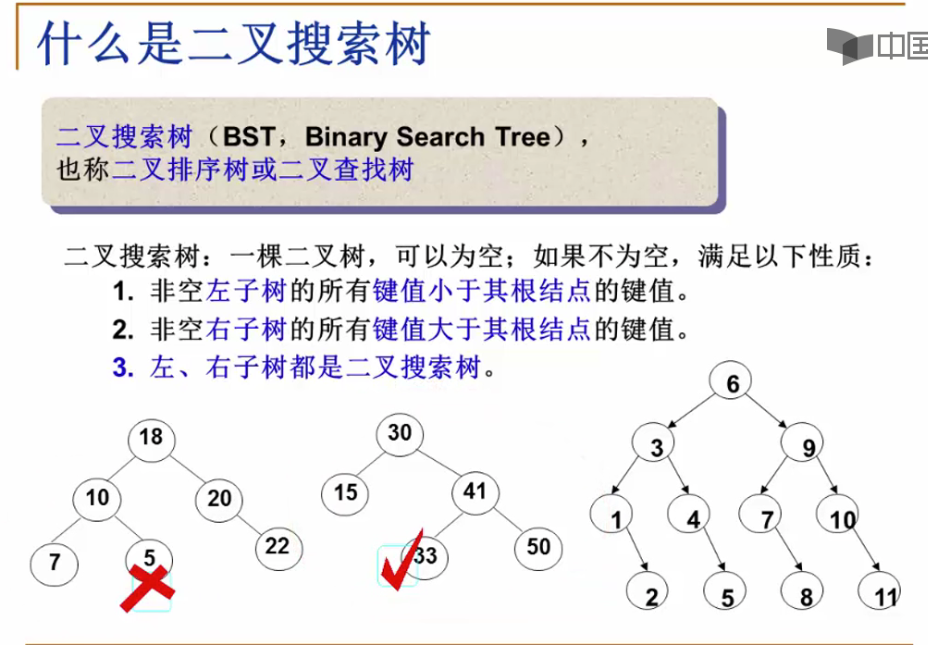 什么是二叉搜索树
中国
二叉搜索树（BST，Binary Search Tree），
也称二叉排序树或二叉查找树
二叉搜索树：一棵二叉树，可以为空；如果不为空，满足以下性质：
1. 非空左子树的所有键值小于其根结点的键值。
2. 非空右子树的所有键值大于其根结点的键值。
3. 左、右子树都是二叉搜索树。
18
10
20
7
5
22
30
15
41
33
50
6
3
9
1
4
7
10
2
5
8
11